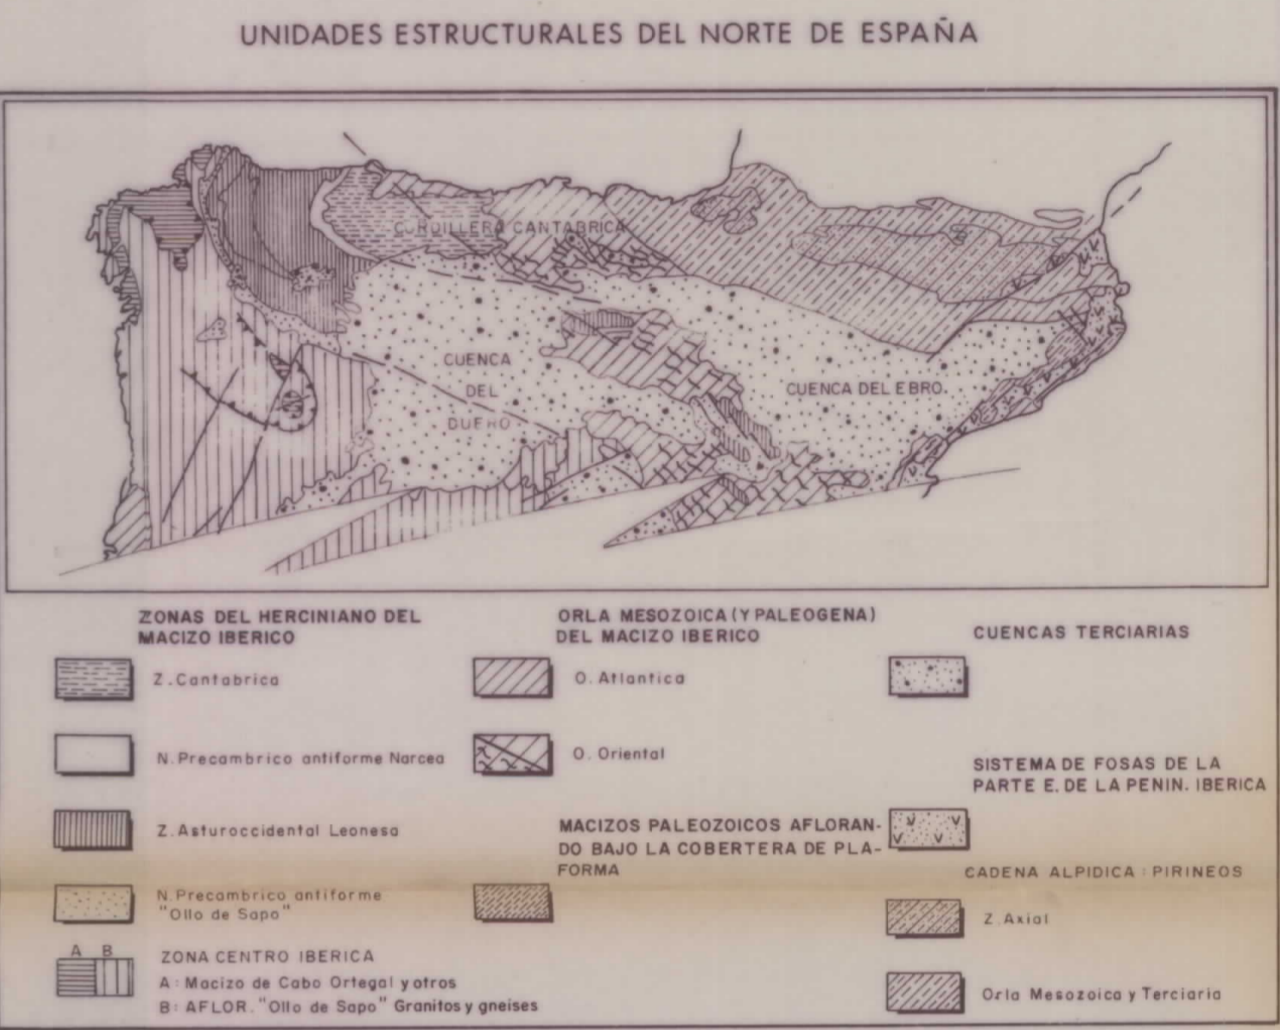 UNIDADES ESTRUCTURALES DEL NORTE DE ESPAÑA
CORDILLERA CANTABRICA
CUENCA
DEL
DUERO
CUENCA DEL EBRO.
ZONAS DEL HERCINIANO DEL
MACIZO IBERICO
Z.Cantabrica
N.Precambrico antiforme Narcea
Z.Asturoccidental Leonesa
N.Precambrico antiforme
"Ollo de Sapo"
A B
ZONA CENTRO IBERICA
A: Macizo de Cabo Ortegal y otros
B: AFLOR. "Ollo de Sapo" Granitos y gneises
ORLA MESOZOICA (Y PALEOGENA)
DEL MACIZO IBERICO
O. Atlantica
O. Oriental
MACIZOS PALEOZOICOS AFLORAN-
DO BAJO LA COBERTERA DE PLA-
FORMA
CUENCAS TERCIARIAS
SISTEMA DE FOSAS DE LA
PARTE E. DE LA PENIN. IBERICA
CADENA ALPIDICA : PIRINEOS
Z. Axial
Orla Mesozoica y Terciaria